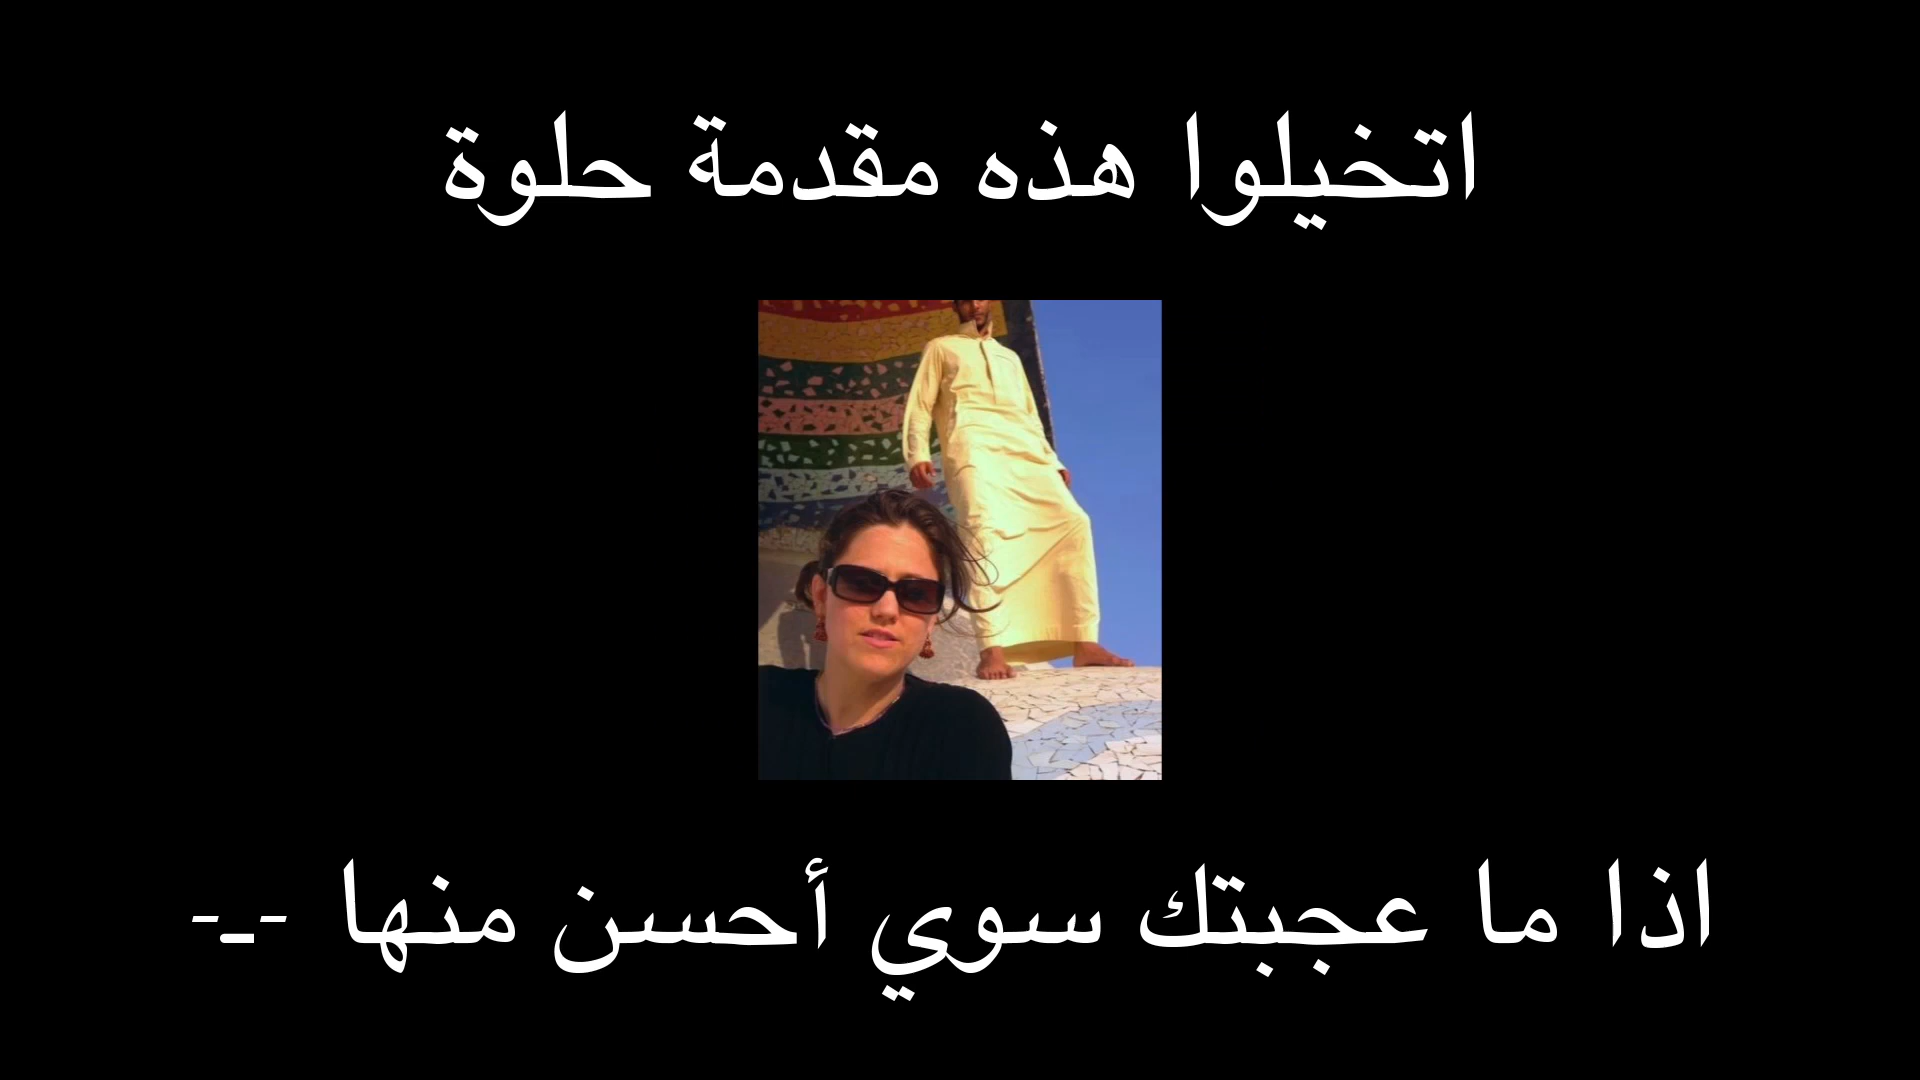 اتخيلوا هذه مقدمة حلوة
اذا ما عجبتك سوي أحسن منها -ـ-